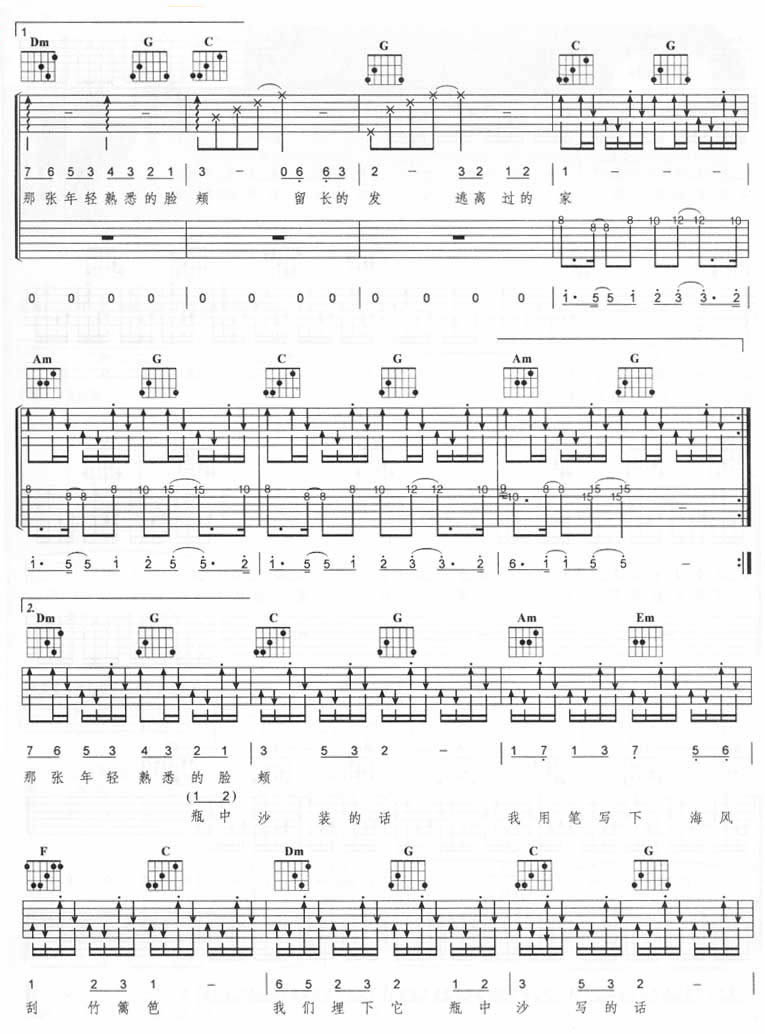 1
Dm G C G C G
7 6 5 3 4 3 2 1 | 3 - 0 6 6 3 | 2 - 3 2 1 2 | 1 - - - |
那张年轻熟悉的脸 颊 留长的 发 逃离过的 家
8 8 8 8 10 12 12 10
0 0 0 0 | 0 0 0 0 | 0 0 0 0 | 1· 5 5 1 2 3 3· 2
Am G C G Am G
8 8 8 10 15 15 10 8 8 8 10 12 12 10 9 10 8 8 15 15 15
1· 5 5 1 2 5 5· 2 | 1· 5 5 1 2 3 3· 2 | 6· 1 1 5 5 -
2.
Dm G C G Am Em
7 6 5 3 4 3 2 1 | 3 5 3 2 - | 1 7 1 3 7 5 6 |
那张年轻熟悉的脸 颊
(1 2)
瓶中 沙 装的话 我用笔写下 海风
F C Dm G C G
1 2 3 1 - | 6 5 2 3 2 1 2 | 3 5 3 2 - |
刮 竹篱笆 我们埋下它 瓶中 沙 写的话